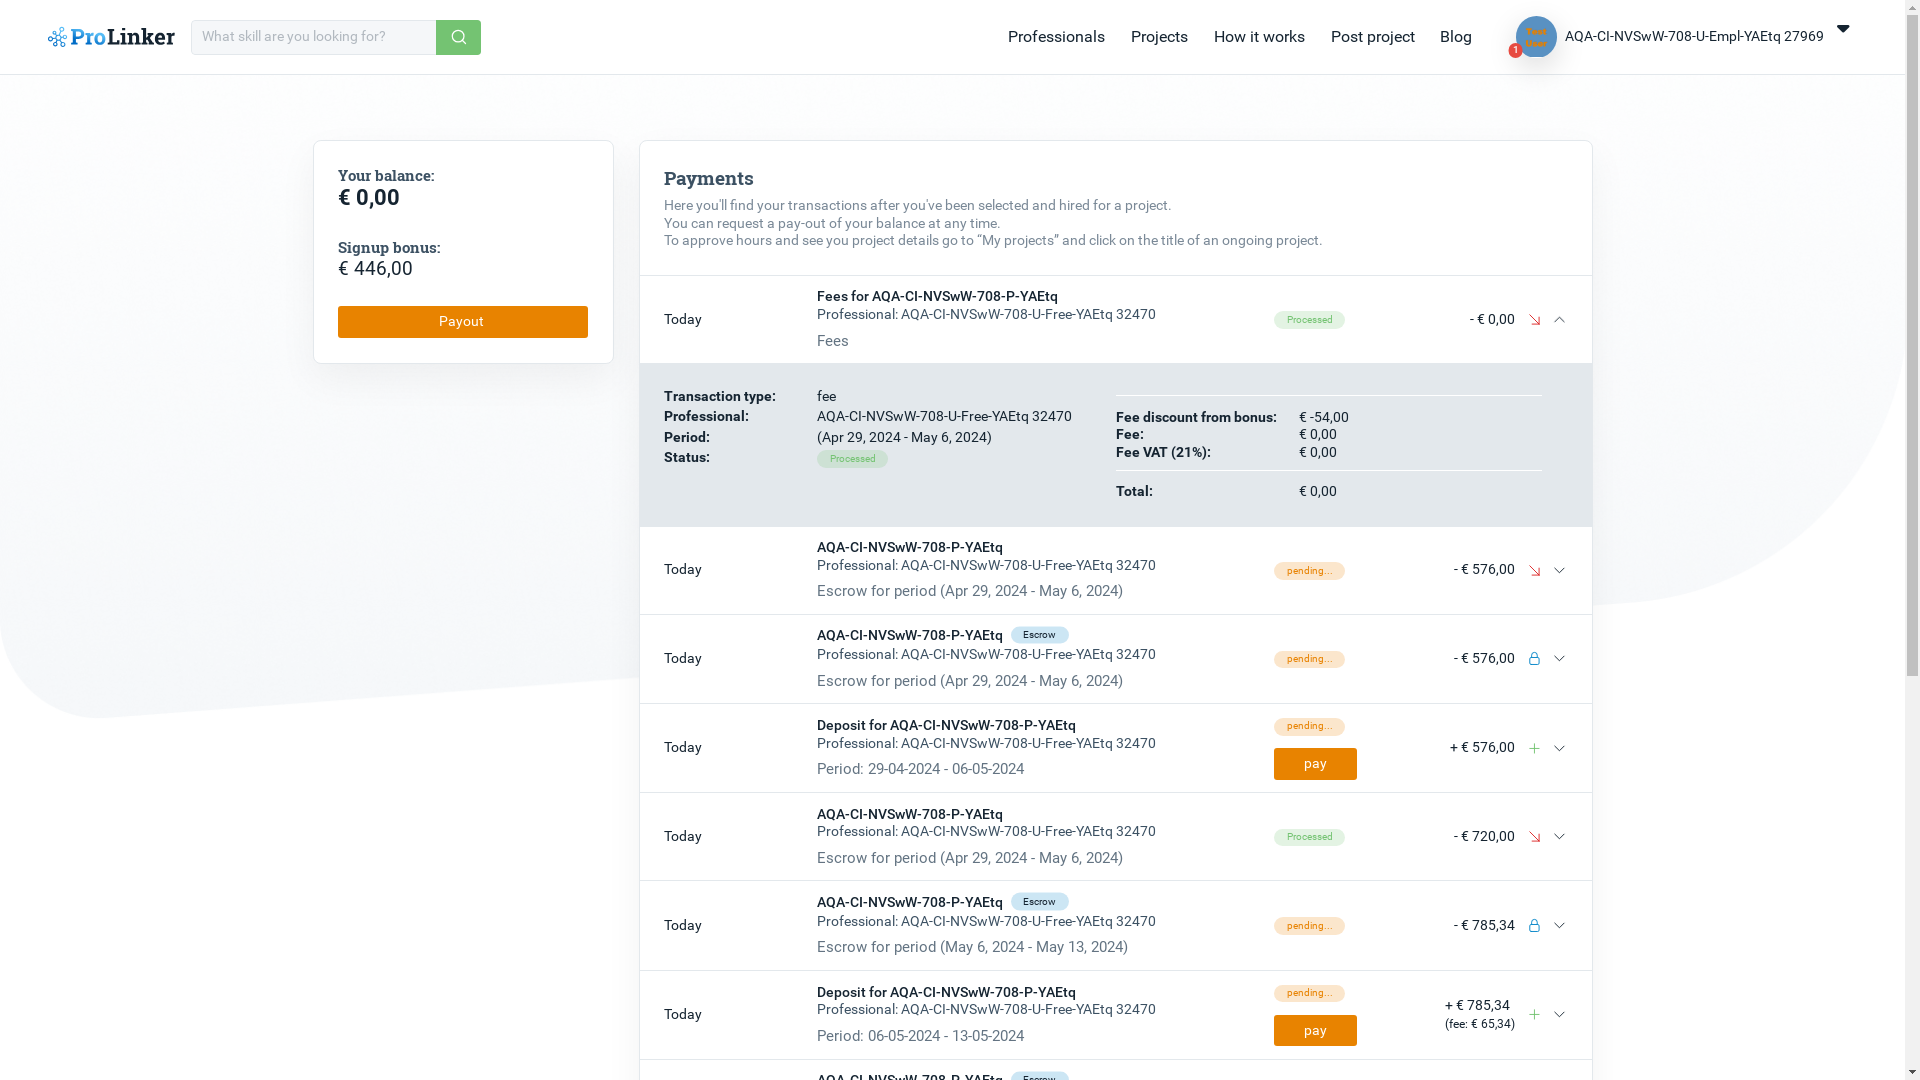 ProLinker
What skill are you looking for?
Professionals
Projects
How it works
Post project
Blog
1
AQA-CI-NVSwW-708-U-Empl-YAEtq 27969
Your balance:
€ 0,00
Signup bonus:
€ 446,00
Payout
Payments
Here you'll find your transactions after you've been selected and hired for a project.
You can request a pay-out of your balance at any time.
To approve hours and see you project details go to “My projects” and click on the title of an ongoing project.
Today
Fees for AQA-CI-NVSwW-708-P-YAEtq
Professional: AQA-CI-NVSwW-708-U-Free-YAEtq 32470
Fees
Processed
- € 0,00
Transaction type: fee
Professional: AQA-CI-NVSwW-708-U-Free-YAEtq 32470
Period: (Apr 29, 2024 - May 6, 2024)
Status: Processed
Fee discount from bonus: € -54,00
Fee: € 0,00
Fee VAT (21%): € 0,00
Total: € 0,00
Today
AQA-CI-NVSwW-708-P-YAEtq
Professional: AQA-CI-NVSwW-708-U-Free-YAEtq 32470
Escrow for period (Apr 29, 2024 - May 6, 2024)
pending...
- € 576,00
Today
AQA-CI-NVSwW-708-P-YAEtq Escrow
Professional: AQA-CI-NVSwW-708-U-Free-YAEtq 32470
Escrow for period (Apr 29, 2024 - May 6, 2024)
pending...
- € 576,00
Today
Deposit for AQA-CI-NVSwW-708-P-YAEtq
Professional: AQA-CI-NVSwW-708-U-Free-YAEtq 32470
Period: 29-04-2024 - 06-05-2024
pending...
pay
+ € 576,00
Today
AQA-CI-NVSwW-708-P-YAEtq
Professional: AQA-CI-NVSwW-708-U-Free-YAEtq 32470
Escrow for period (Apr 29, 2024 - May 6, 2024)
Processed
- € 720,00
Today
AQA-CI-NVSwW-708-P-YAEtq Escrow
Professional: AQA-CI-NVSwW-708-U-Free-YAEtq 32470
Escrow for period (May 6, 2024 - May 13, 2024)
pending...
- € 785,34
Today
Deposit for AQA-CI-NVSwW-708-P-YAEtq
Professional: AQA-CI-NVSwW-708-U-Free-YAEtq 32470
Period: 06-05-2024 - 13-05-2024
pending...
pay
+ € 785,34
(fee: € 65,34)
AQA-CI-NVSwW-708-P-YAEtq Escrow